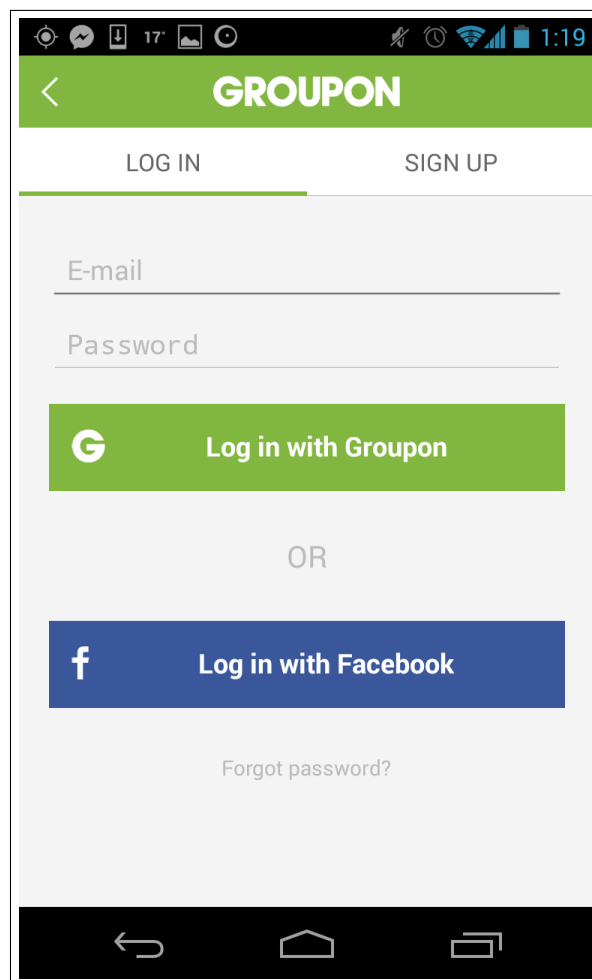 17° 1:19
GROUPON
LOG IN SIGN UP
E-mail
Password
G Log in with Groupon
OR
f Log in with Facebook
Forgot password?